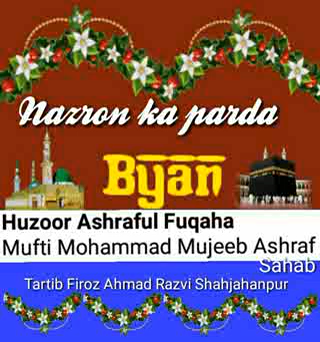 Nazron ka parda
Byan
Huzoor Ashraful Fuqaha
Mufti Mohammad Mujeeb Ashraf
Sahab
Tartib Firoz Ahmad Razvi Shahjahanpur